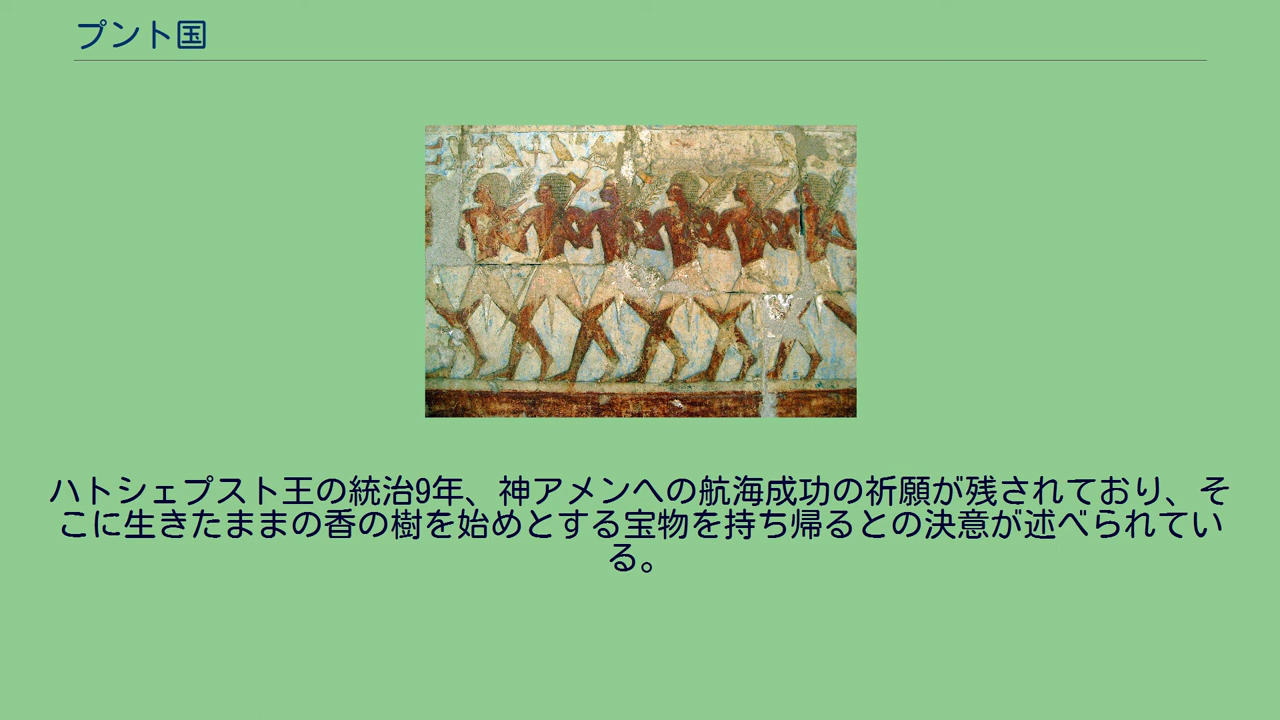 プント国
ハトシェプスト王の統治9年、神アメンへの航海成功の祈願が残されており、そ
こに生きたままの香の樹を始めとする宝物を持ち帰るとの決意が述べられてい
る。